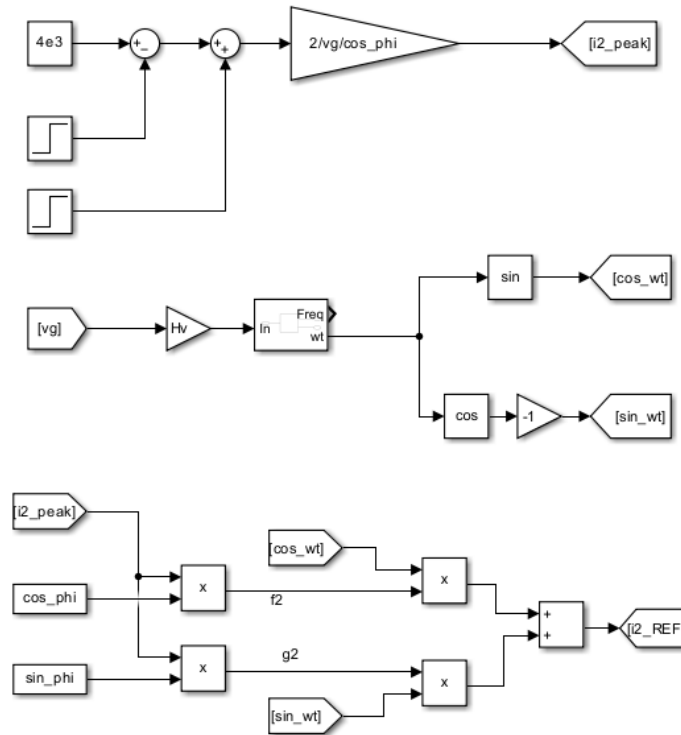 4e3
2/vg/cos_phi
[i2_peak]
[vg]
Hv
In
Freq
wt
sin
[cos_wt]
cos
-1
[sin_wt]
[i2_peak]
cos_phi
x
f2
[cos_wt]
x
sin_phi
x
g2
[sin_wt]
x
+
+
[i2_REF